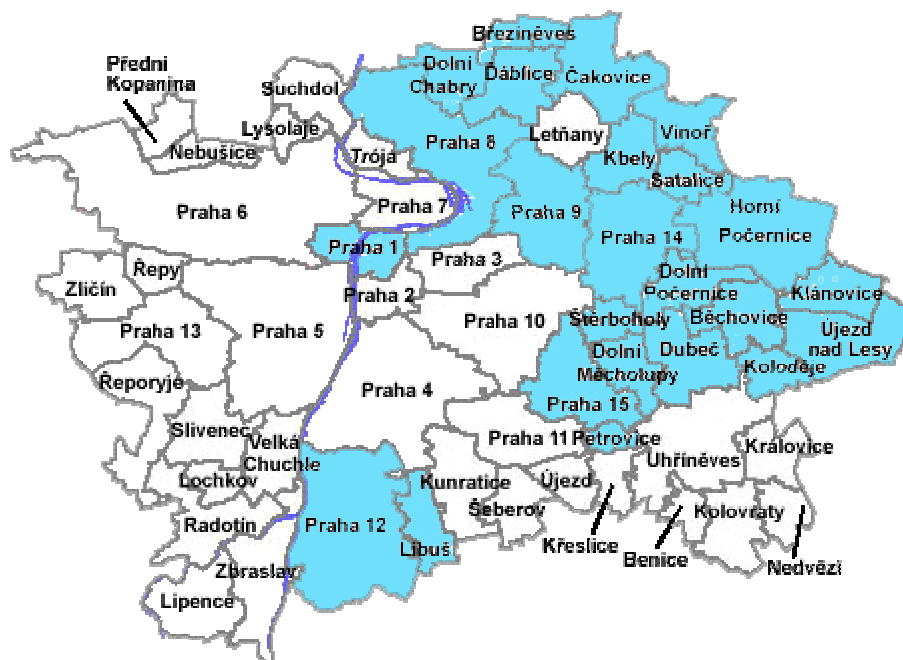 Březiněves
Přední
Kopanina
Dolní
Chabry
Ďáblice
Čakovice
Suchdol
Lysolaje
Letňany
Vinoř
Nebušice
Trója
Praha 8
Kbely
Satalice
Praha 6
Praha 7
Praha 9
Horní
Počernice
Praha 1
Praha 14
Praha 3
Řepy
Zličín
Praha 2
Dolní
Počernice
Klánovice
Praha 13
Praha 5
Praha 10
Štěrboholy
Běchovice
Újezd
nad Lesy
Dolní
Měcholupy
Dubeč
Koloděje
Řeporyje
Praha 4
Praha 15
Slivenec
Velká
Chuchle
Praha 11
Petrovice
Královice
Uhříněves
Lochkov
Kunratice
Újezd
Šeberov
Radotín
Praha 12
Kolovraty
Libuš
Křeslice
Benice
Nedvězí
Zbraslav
Lipence